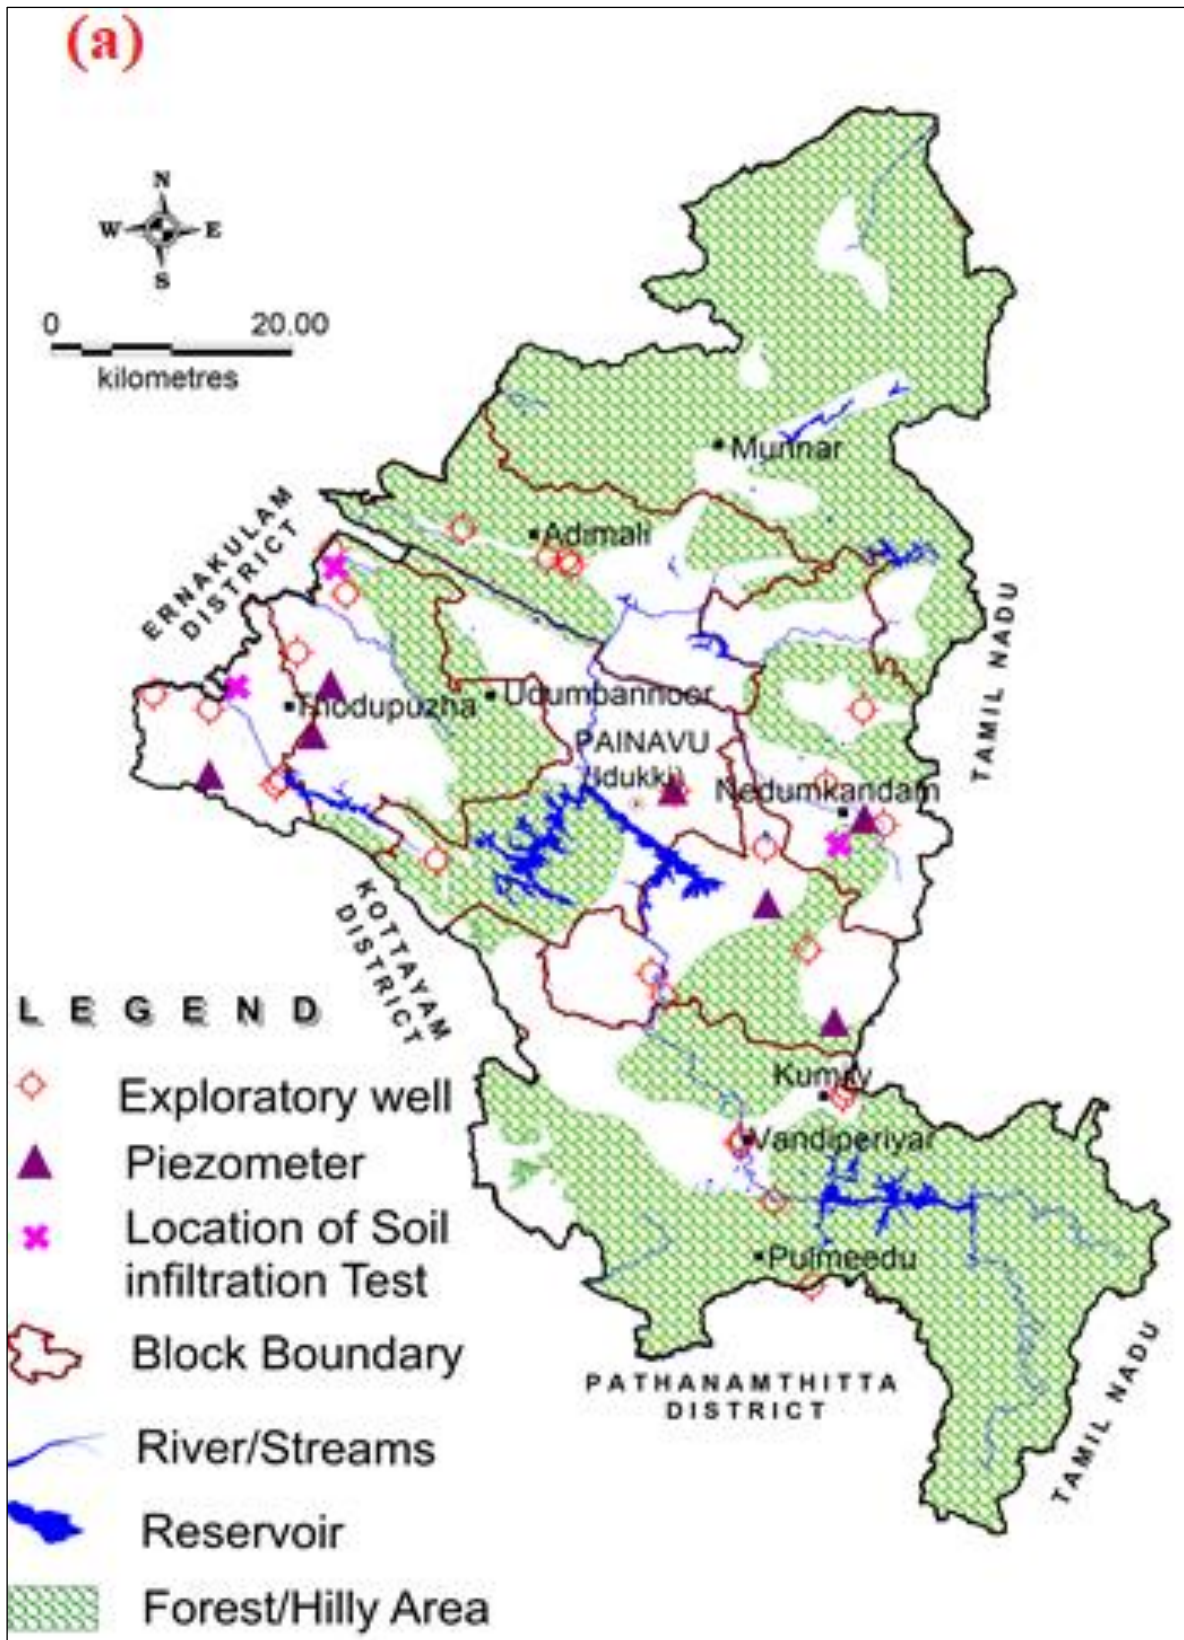 (a)
N
W E
S
0 20.00
kilometres
Munnar
Adimali
ERNAKULAM
DISTRICT
TAMIL NADU
Udumbannoor
Thodupuzha
PAINAVU
(Idukki)
Nedumkandam
KOTTAYAM
DISTRICT
LEGEND
Exploratory well
Piezometer
Location of Soil
infiltration Test
Block Boundary
River/Streams
Reservoir
Forest/Hilly Area
Kumily
Vandiperiyar
Pulmeedu
PATHANAMTHITTA
DISTRICT
TAMIL NADU